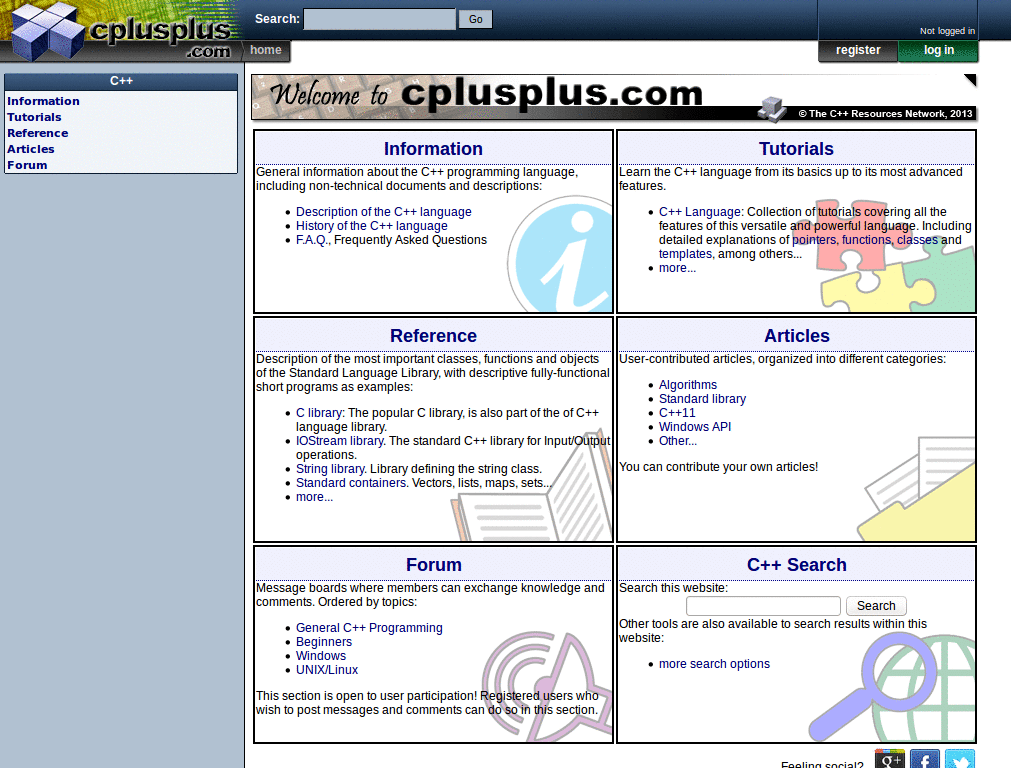 cplusplus
.com
Search:
Go
Not logged in
home
register
log in
C++
Information
Tutorials
Reference
Articles
Forum
Welcome to cplusplus.com
© The C++ Resources Network, 2013
Information
General information about the C++ programming language,
including non-technical documents and descriptions:
Description of the C++ language
History of the C++ language
F.A.Q., Frequently Asked Questions
Tutorials
Learn the C++ language from its basics up to its most advanced
features.
C++ Language: Collection of tutorials covering all the
features of this versatile and powerful language. Including
detailed explanations of pointers, functions, classes and
templates, among others...
more...
Reference
Description of the most important classes, functions and objects
of the Standard Language Library, with descriptive fully-functional
short programs as examples:
C library: The popular C library, is also part of the of C++
language library.
IOStream library. The standard C++ library for Input/Output
operations.
String library. Library defining the string class.
Standard containers. Vectors, lists, maps, sets...
more...
Articles
User-contributed articles, organized into different categories:
Algorithms
Standard library
C++11
Windows API
Other...
You can contribute your own articles!
Forum
Message boards where members can exchange knowledge and
comments. Ordered by topics:
General C++ Programming
Beginners
Windows
UNIX/Linux
This section is open to user participation! Registered users who
wish to post messages and comments can do so in this section.
C++ Search
Search this website:
Search
Other tools are also available to search results within this
website:
more search options
Feeling social?
g+
f